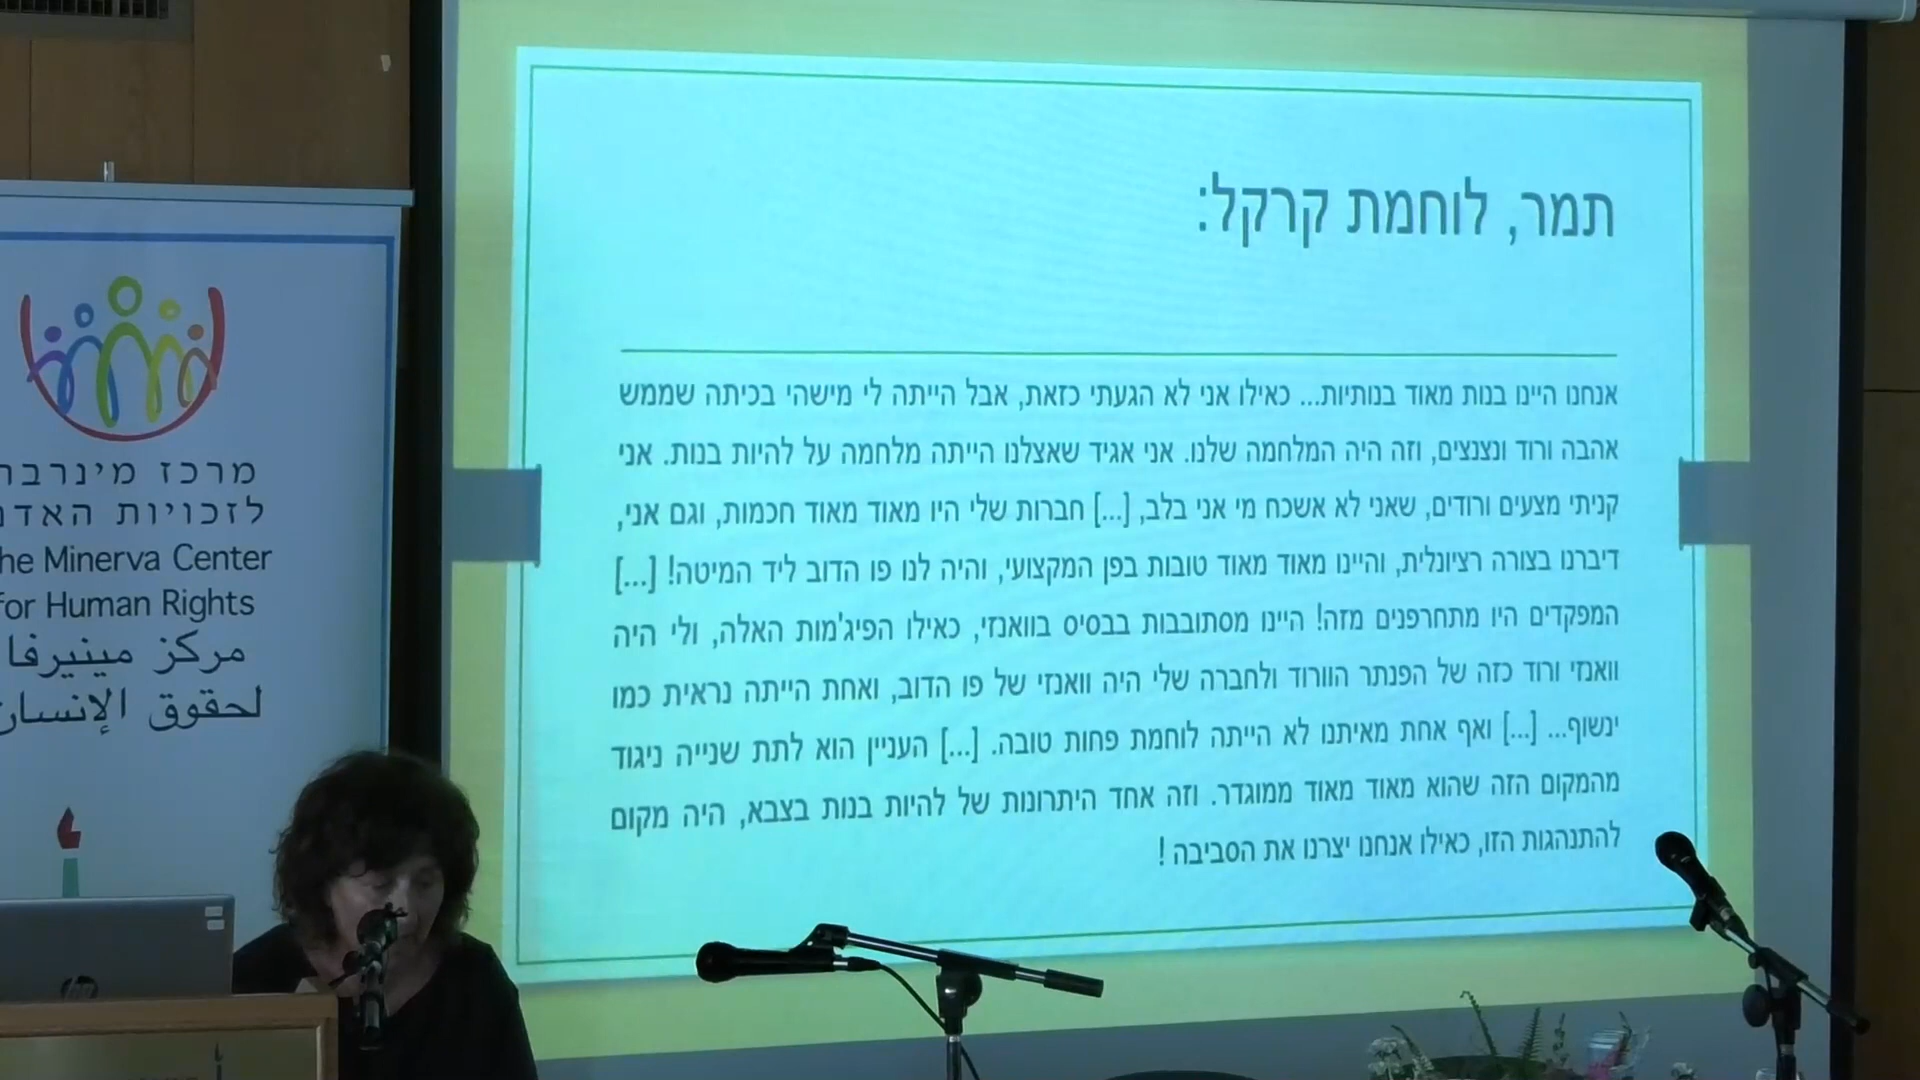 תמר, לוחמת קרקל:
אנחנו היינו בנות מאוד בנותיות... כאילו אני לא הגעתי כזאת, אבל הייתה לי מישהי בכיתה שממש
אהבה ורוד ונצנצים, וזה היה המלחמה שלנו. אני אגיד שאצלנו הייתה מלחמה על להיות בנות. אני
קניתי מצעים ורודים, שאני לא אשכח מי אני בלב, [...] חברות שלי היו מאוד מאוד חכמות, וגם אני,
דיברנו בצורה רציונלית, והיינו מאוד מאוד טובות בפן המקצועי, והיה לנו פו הדוב ליד המיטה! [...]
המפקדים היו מתחרפנים מזה! היינו מסתובבות בבסיס בוואנזי, כאילו הפיג'מות האלה, ולי היה
וואנזי ורוד כזה של הפנתר הוורוד ולחברה שלי היה וואנזי של פו הדוב, ואחת הייתה נראית כמו
ינשוף... [...] ואף אחת מאיתנו לא הייתה לוחמת פחות טובה. [...] העניין הוא לתת שנייה ניגוד
מהמקום הזה שהוא מאוד מאוד ממוגדר. וזה אחד היתרונות של להיות בנות בצבא, היה מקום
להתנהגות הזו, כאילו אנחנו יצרנו את הסביבה !
מרכז מינרבה
לזכויות האדם
he Minerva Center
for Human Rights
مركز مينيرفا
لحقوق الإنسان
hp